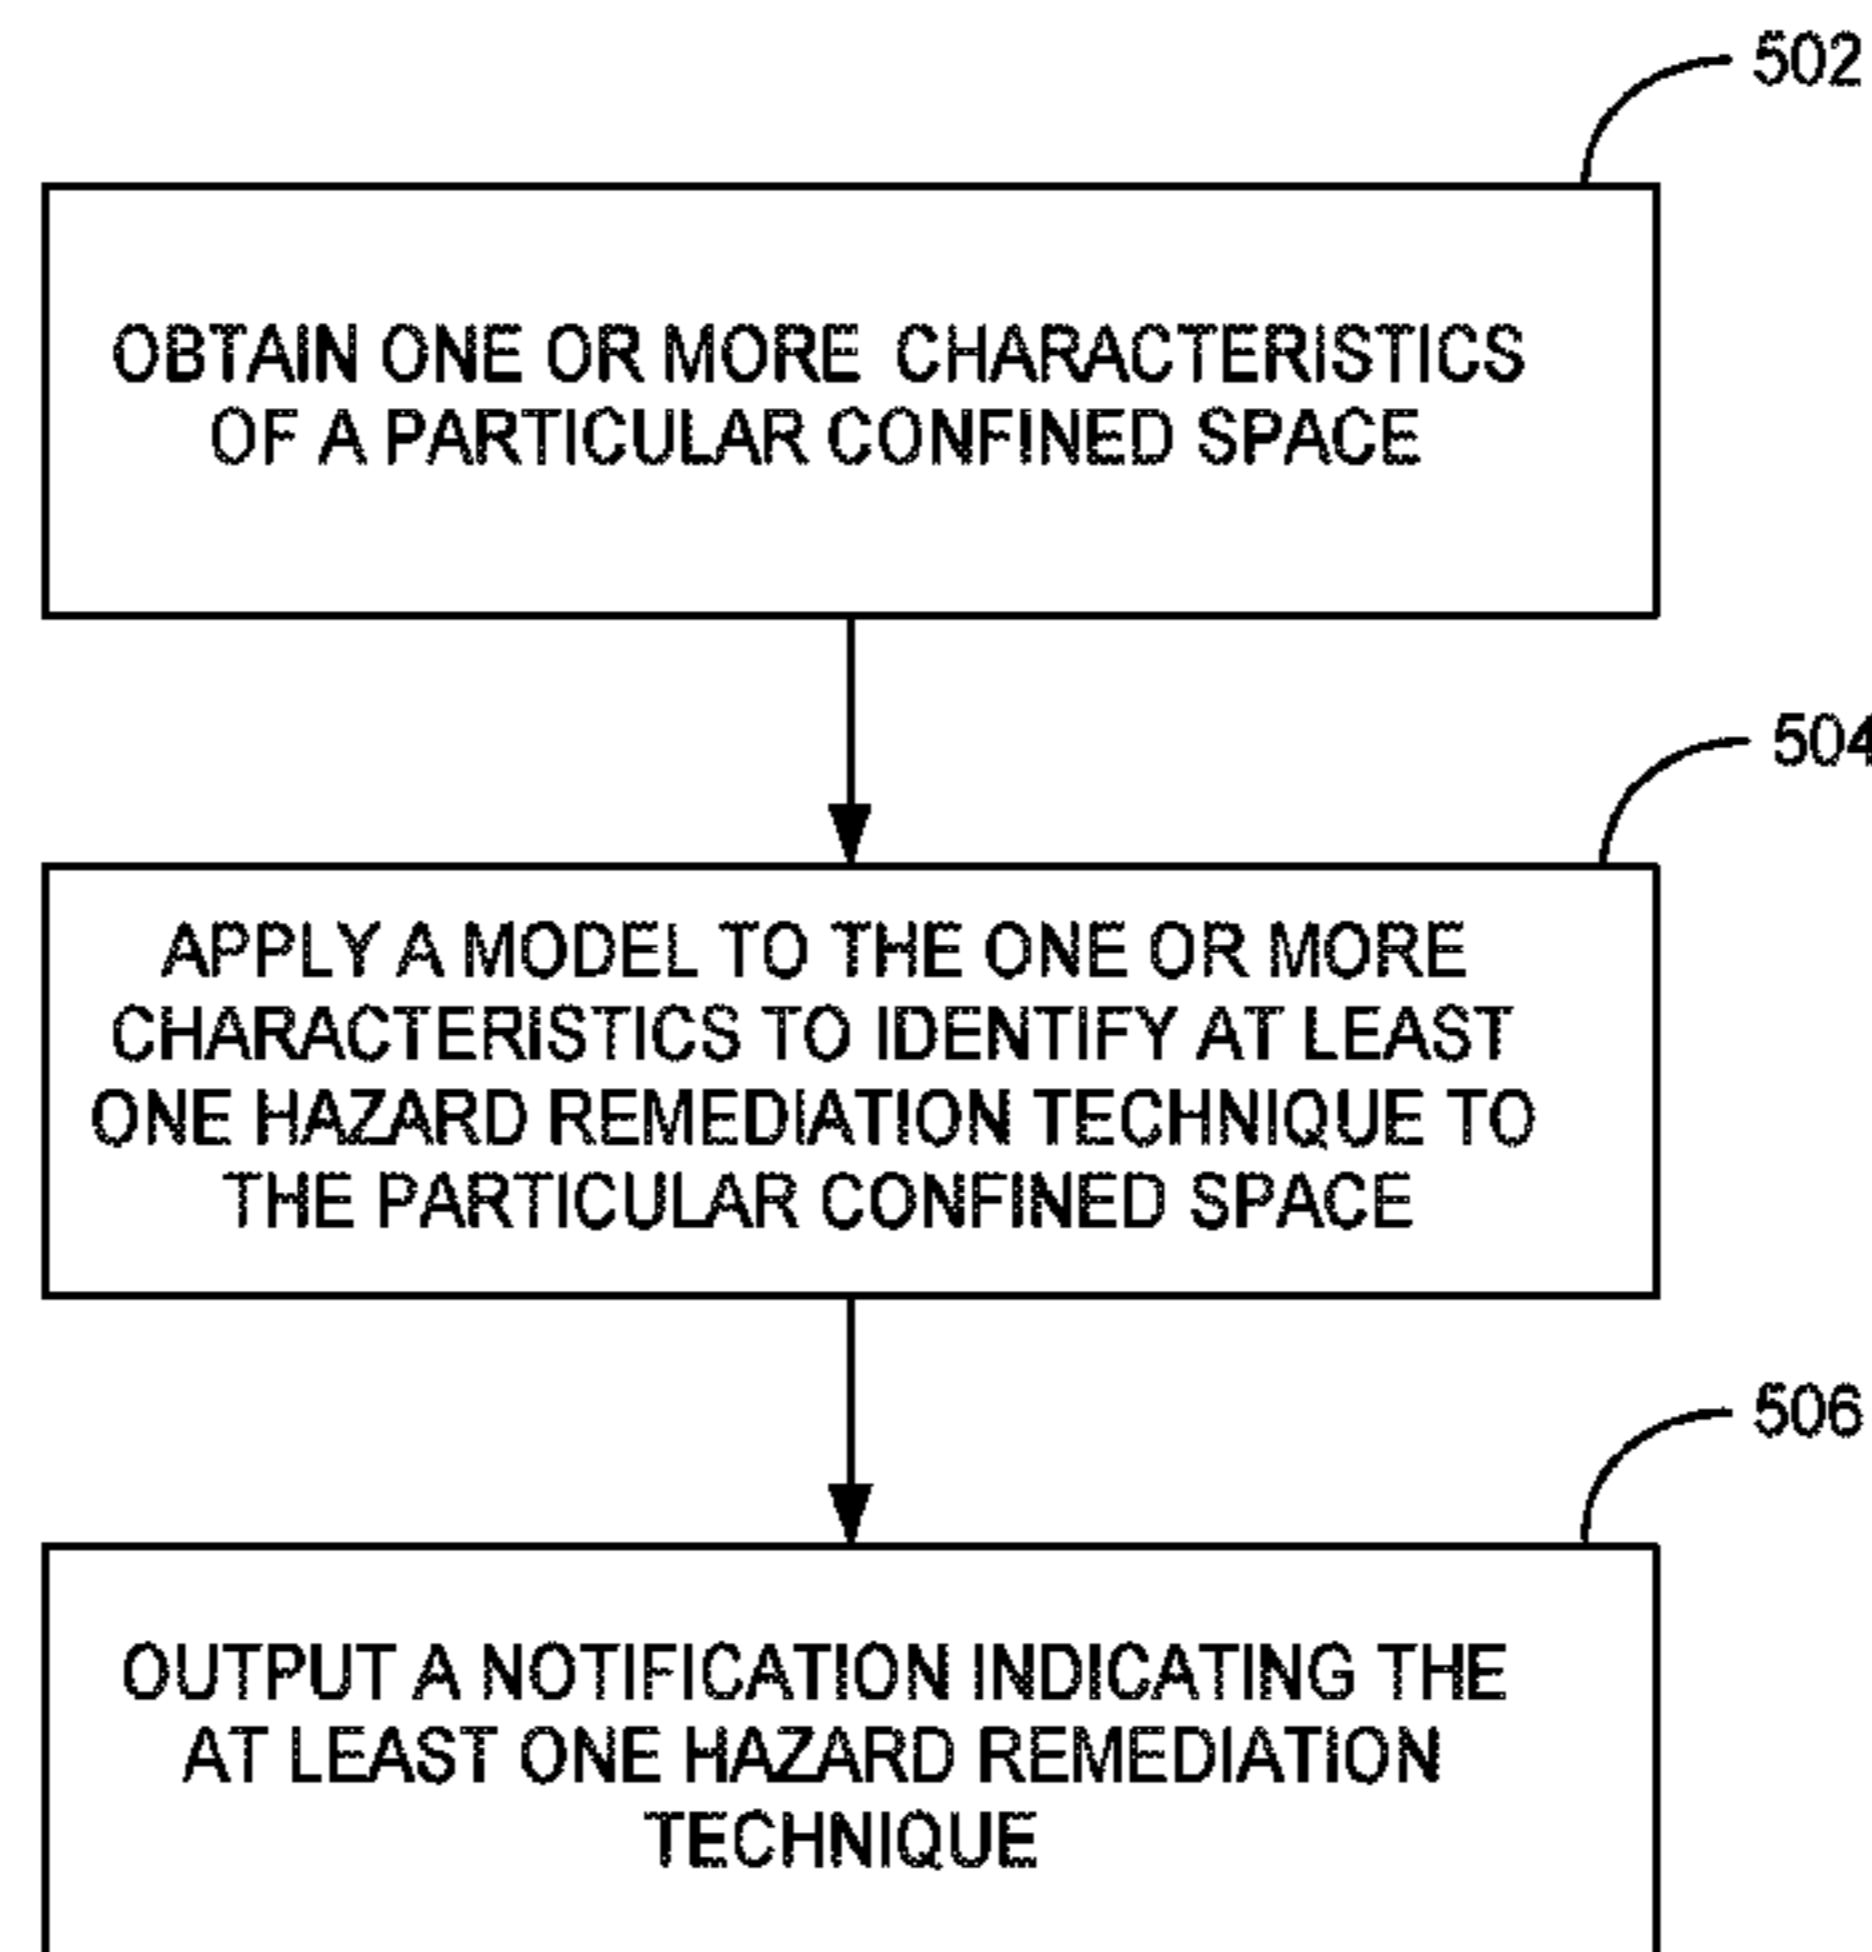 502
OBTAIN ONE OR MORE CHARACTERISTICS
OF A PARTICULAR CONFINED SPACE
504
APPLY A MODEL TO THE ONE OR MORE
CHARACTERISTICS TO IDENTIFY AT LEAST
ONE HAZARD REMEDIATION TECHNIQUE TO
THE PARTICULAR CONFINED SPACE
506
OUTPUT A NOTIFICATION INDICATING THE
AT LEAST ONE HAZARD REMEDIATION
TECHNIQUE